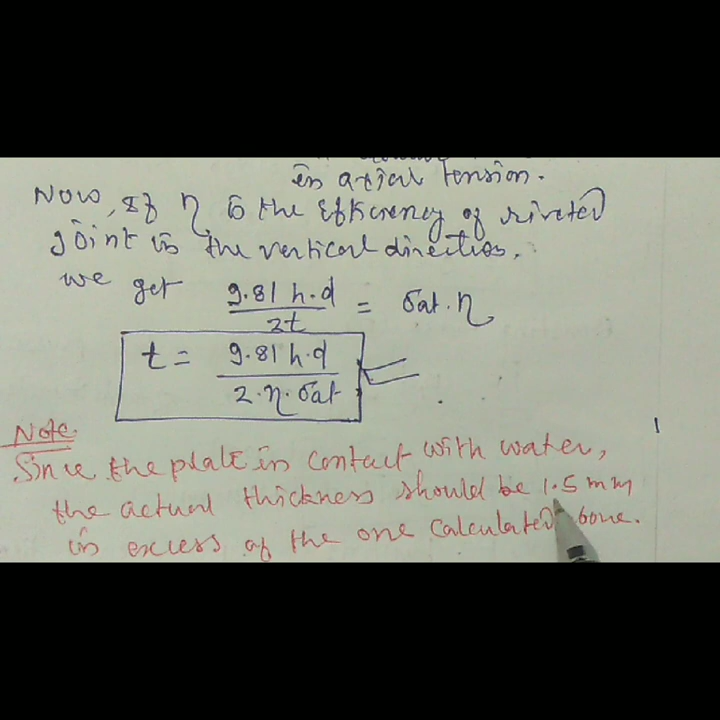 in axial tension.
Now, if η is the efficiency of riveted
joint in the vertical direction.
we get 9.81 h.d / 2t = σat.η
t = 9.81 h.d / 2.η.σat
Note
Since the plate in contact with water,
the actual thickness should be 1.5 mm
in excess of the one calculated